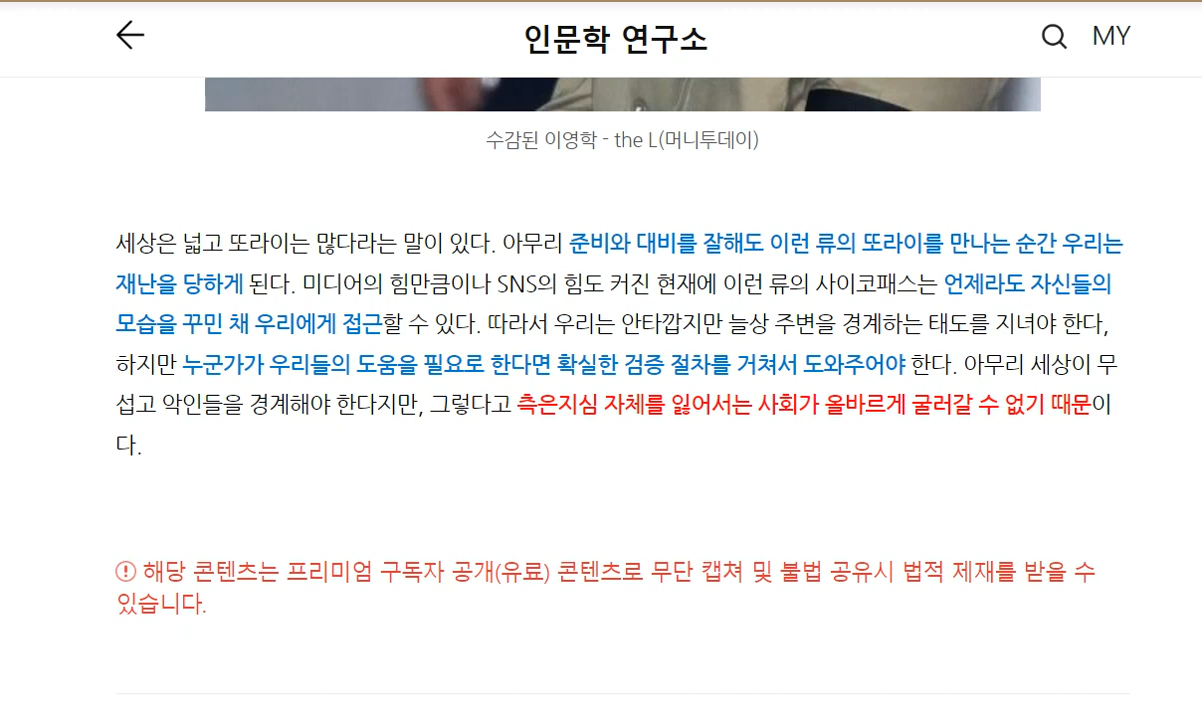 인문학 연구소
MY
수감된 이영학 - the L(머니투데이)
세상은 넓고 또라이는 많다라는 말이 있다. 아무리 준비와 대비를 잘해도 이런 류의 또라이를 만나는 순간 우리는
재난을 당하게 된다. 미디어의 힘만큼이나 SNS의 힘도 커진 현재에 이런 류의 사이코패스는 언제라도 자신들의
모습을 꾸민 채 우리에게 접근할 수 있다. 따라서 우리는 안타깝지만 늘상 주변을 경계하는 태도를 지녀야 한다,
하지만 누군가가 우리들의 도움을 필요로 한다면 확실한 검증 절차를 거쳐서 도와주어야 한다. 아무리 세상이 무
섭고 악인들을 경계해야 한다지만, 그렇다고 측은지심 자체를 잃어서는 사회가 올바르게 굴러갈 수 없기 때문이
다.
해당 콘텐츠는 프리미엄 구독자 공개(유료) 콘텐츠로 무단 캡쳐 및 불법 공유시 법적 제재를 받을 수
있습니다.